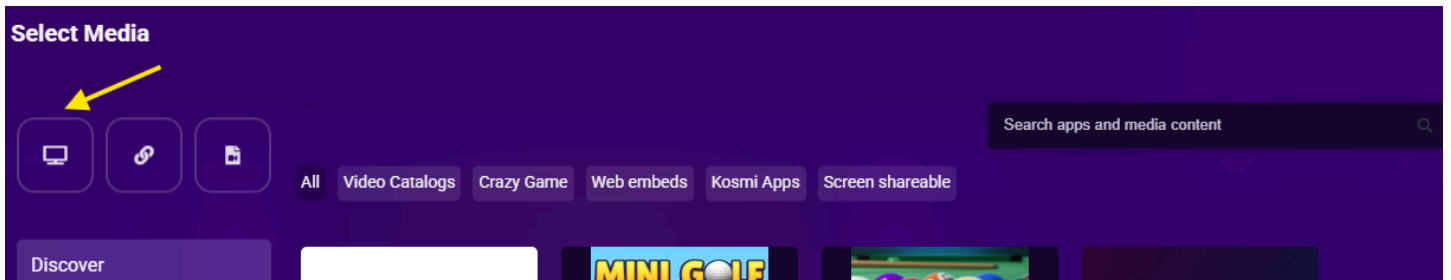 Select Media
Search apps and media content
All Video Catalogs Crazy Game Web embeds Kosmi Apps Screen shareable
Discover
MINI GOLF